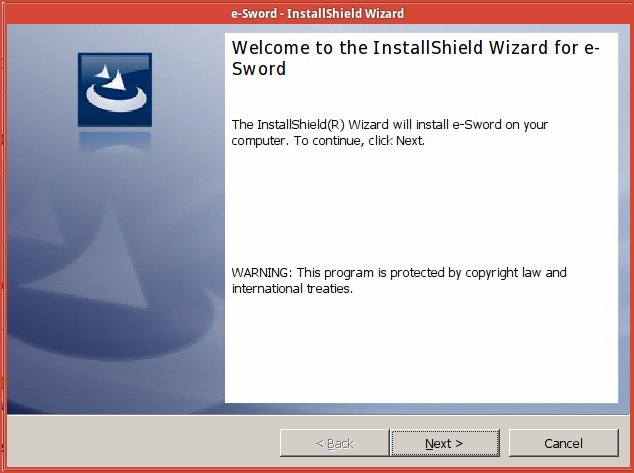 e-Sword - InstallShield Wizard
Welcome to the InstallShield Wizard for e-
Sword
The InstallShield(R) Wizard will install e-Sword on your
computer. To continue, click Next.
WARNING: This program is protected by copyright law and
international treaties.
< Back
Next >
Cancel